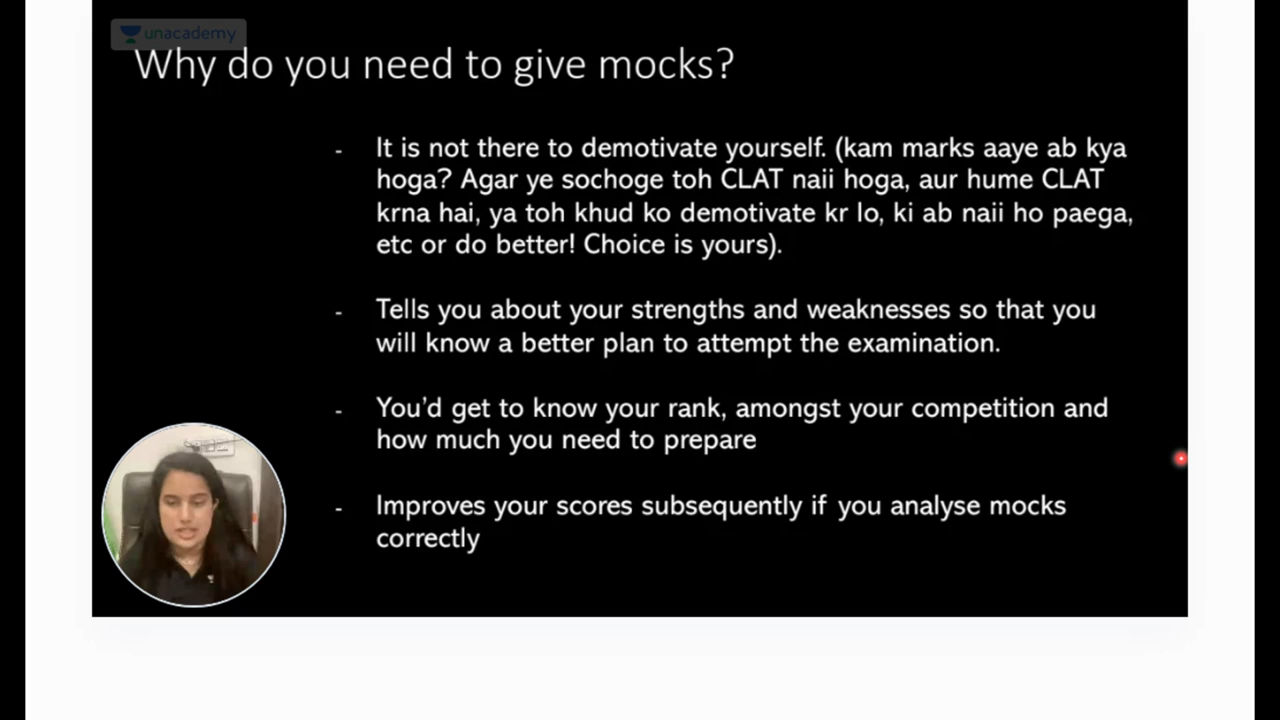 unacademy
Why do you need to give mocks?
- It is not there to demotivate yourself. (kam marks aaye ab kya
hoga? Agar ye sochoge toh CLAT naii hoga, aur hume CLAT
krna hai, ya toh khud ko demotivate kr lo, ki ab naii ho paega,
etc or do better! Choice is yours).
- Tells you about your strengths and weaknesses so that you
will know a better plan to attempt the examination.
- You'd get to know your rank, amongst your competition and
how much you need to prepare
- Improves your scores subsequently if you analyse mocks
correctly